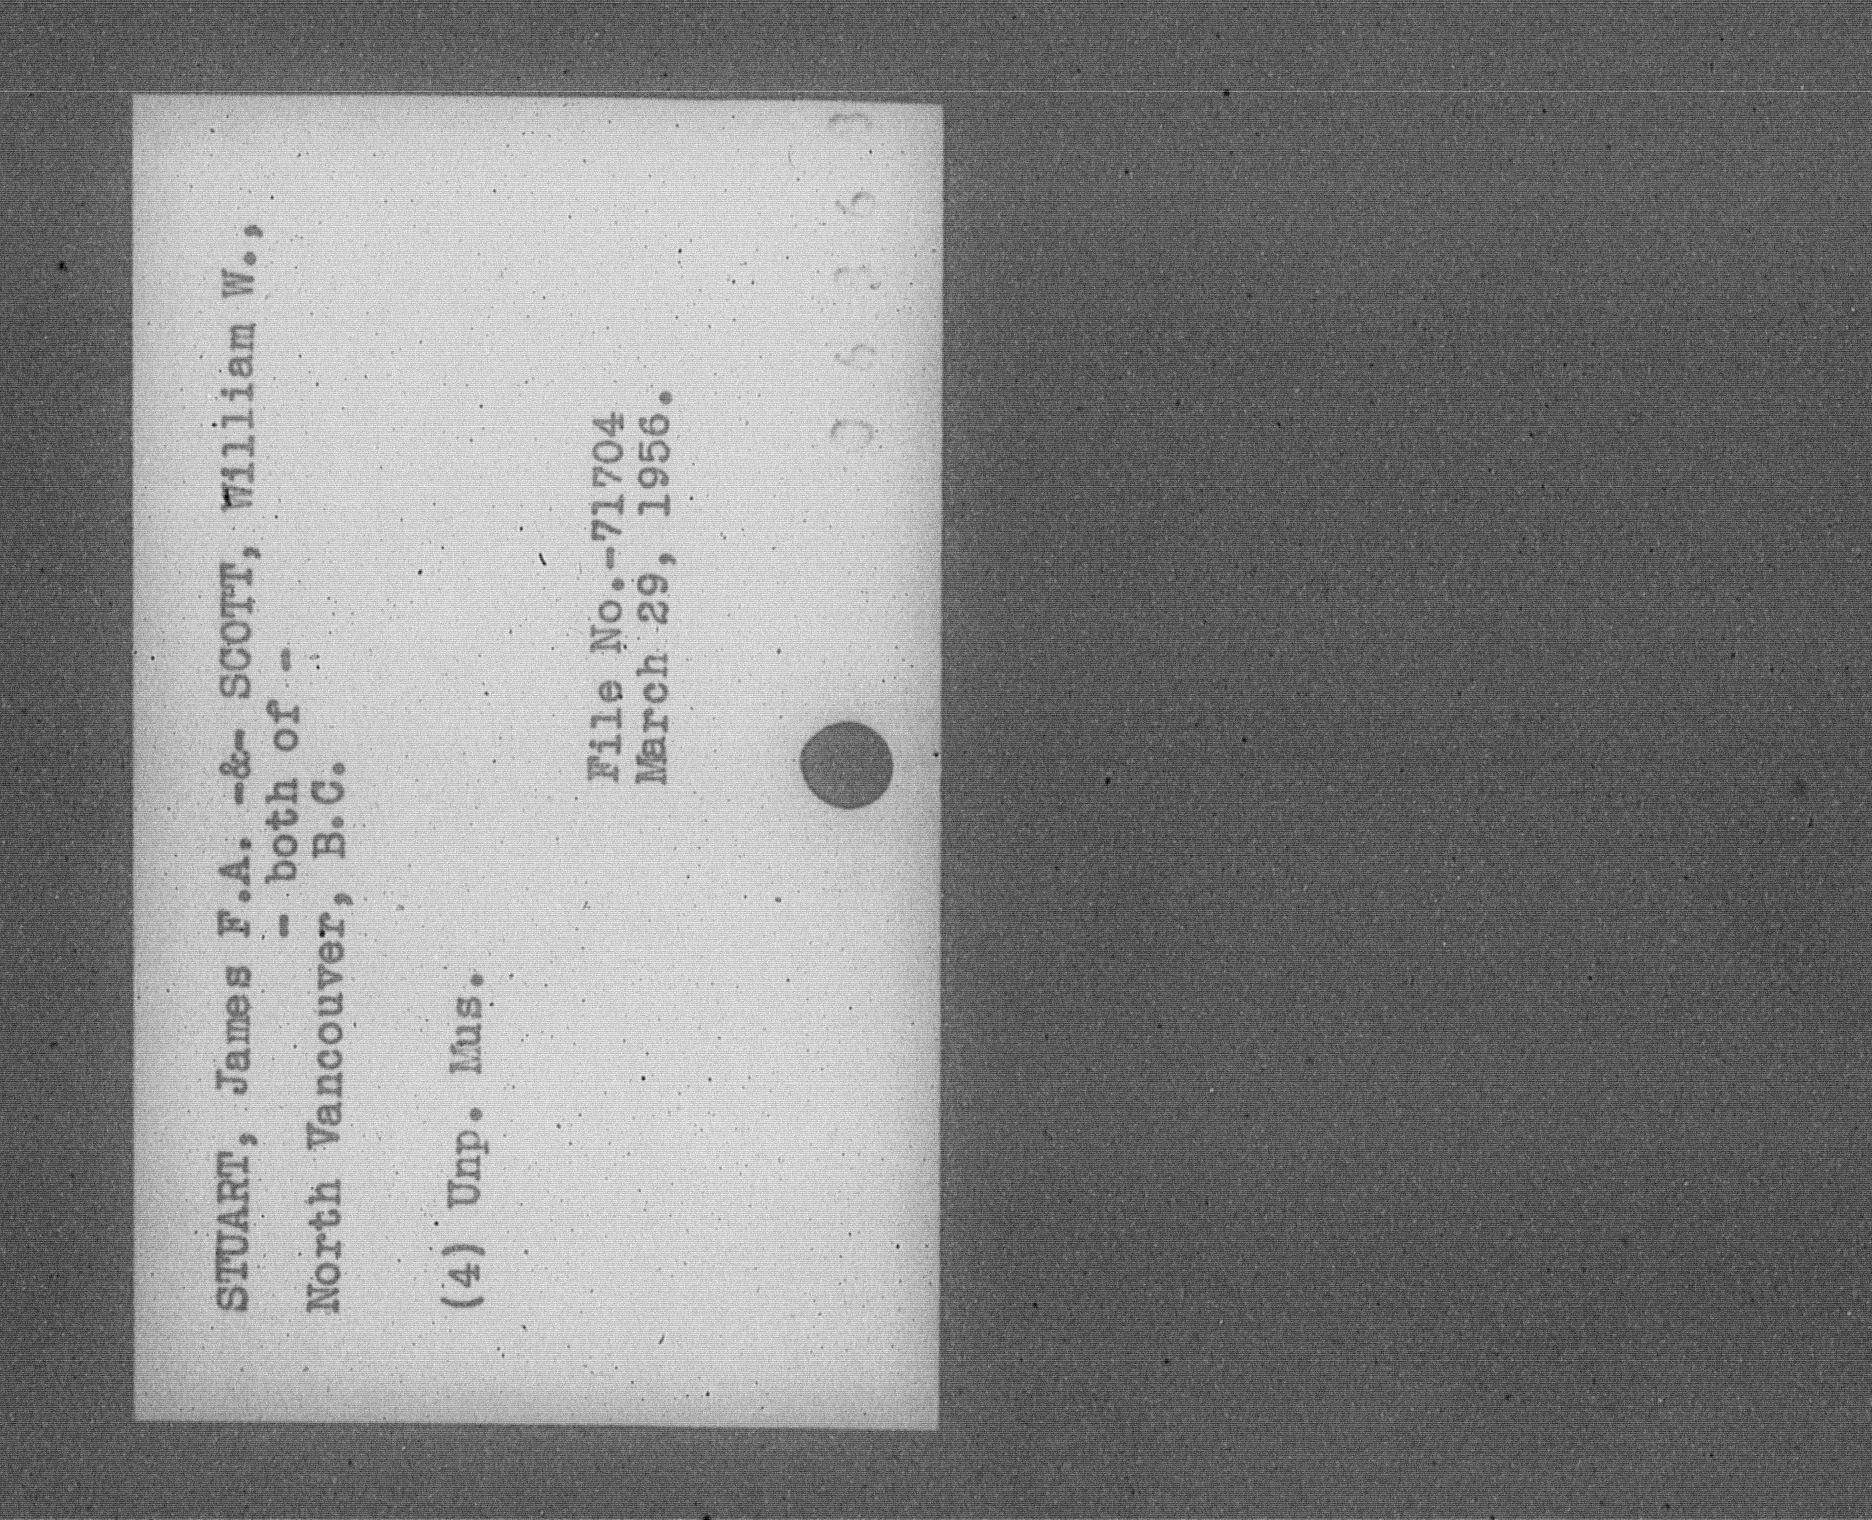 STUART, James F.A. -&- SCOTT, William W.,
- both of -
North Vancouver, B.C.
(4) Unp. Mus.
File No.-71704
March 29, 1956.